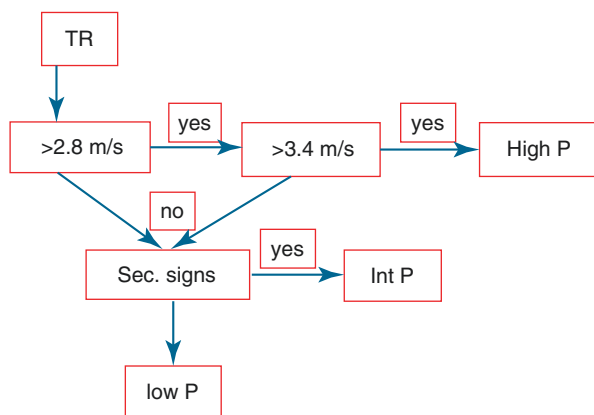 TR
>2.8 m/s
yes
>3.4 m/s
yes
High P
no
Sec. signs
yes
Int P
low P